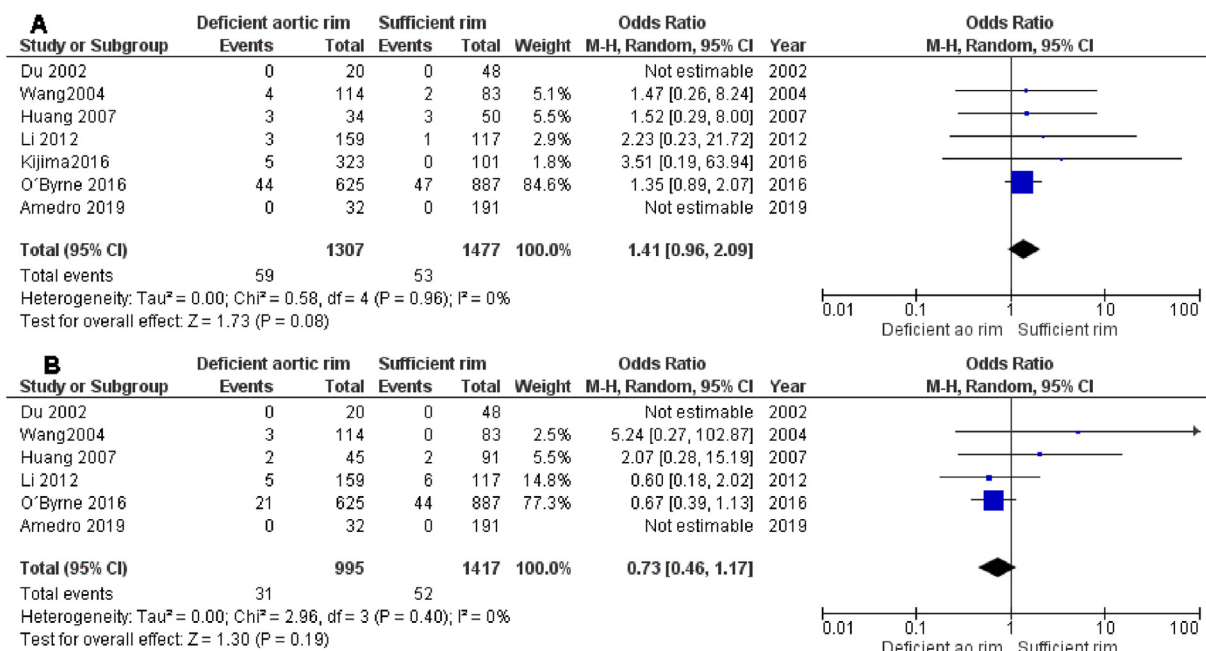 A Deficient aortic rim Sufficient rim Odds Ratio Odds Ratio
Study or Subgroup Events Total Events Total Weight M-H, Random, 95% CI Year M-H, Random, 95% CI
Du 2002 0 20 0 48 Not estimable 2002
Wang2004 4 114 2 83 5.1% 1.47 [0.26, 8.24] 2004
Huang 2007 3 34 3 50 5.5% 1.52 [0.29, 8.00] 2007
Li 2012 3 159 1 117 2.9% 2.23 [0.23, 21.72] 2012
Kijima2016 5 323 0 101 1.8% 3.51 [0.19, 63.94] 2016
O´Byrne 2016 44 625 47 887 84.6% 1.35 [0.89, 2.07] 2016
Amedro 2019 0 32 0 191 Not estimable 2019
Total (95% CI) 1307 1477 100.0% 1.41 [0.96, 2.09]
Total events 59 53
Heterogeneity: Tau² = 0.00; Chi² = 0.58, df = 4 (P = 0.96); I² = 0%
Test for overall effect: Z = 1.73 (P = 0.08)
0.01 0.1 1 10 100
Deficient ao rim Sufficient rim
B Deficient aortic rim Sufficient rim Odds Ratio Odds Ratio
Study or Subgroup Events Total Events Total Weight M-H, Random, 95% CI Year M-H, Random, 95% CI
Du 2002 0 20 0 48 Not estimable 2002
Wang2004 3 114 0 83 2.5% 5.24 [0.27, 102.87] 2004
Huang 2007 2 45 2 91 5.5% 2.07 [0.28, 15.19] 2007
Li 2012 5 159 6 117 14.8% 0.60 [0.18, 2.02] 2012
O´Byrne 2016 21 625 44 887 77.3% 0.67 [0.39, 1.13] 2016
Amedro 2019 0 32 0 191 Not estimable 2019
Total (95% CI) 995 1417 100.0% 0.73 [0.46, 1.17]
Total events 31 52
Heterogeneity: Tau² = 0.00; Chi² = 2.96, df = 3 (P = 0.40); I² = 0%
Test for overall effect: Z = 1.30 (P = 0.19)
0.01 0.1 1 10 100
Deficient ao rim Sufficient rim